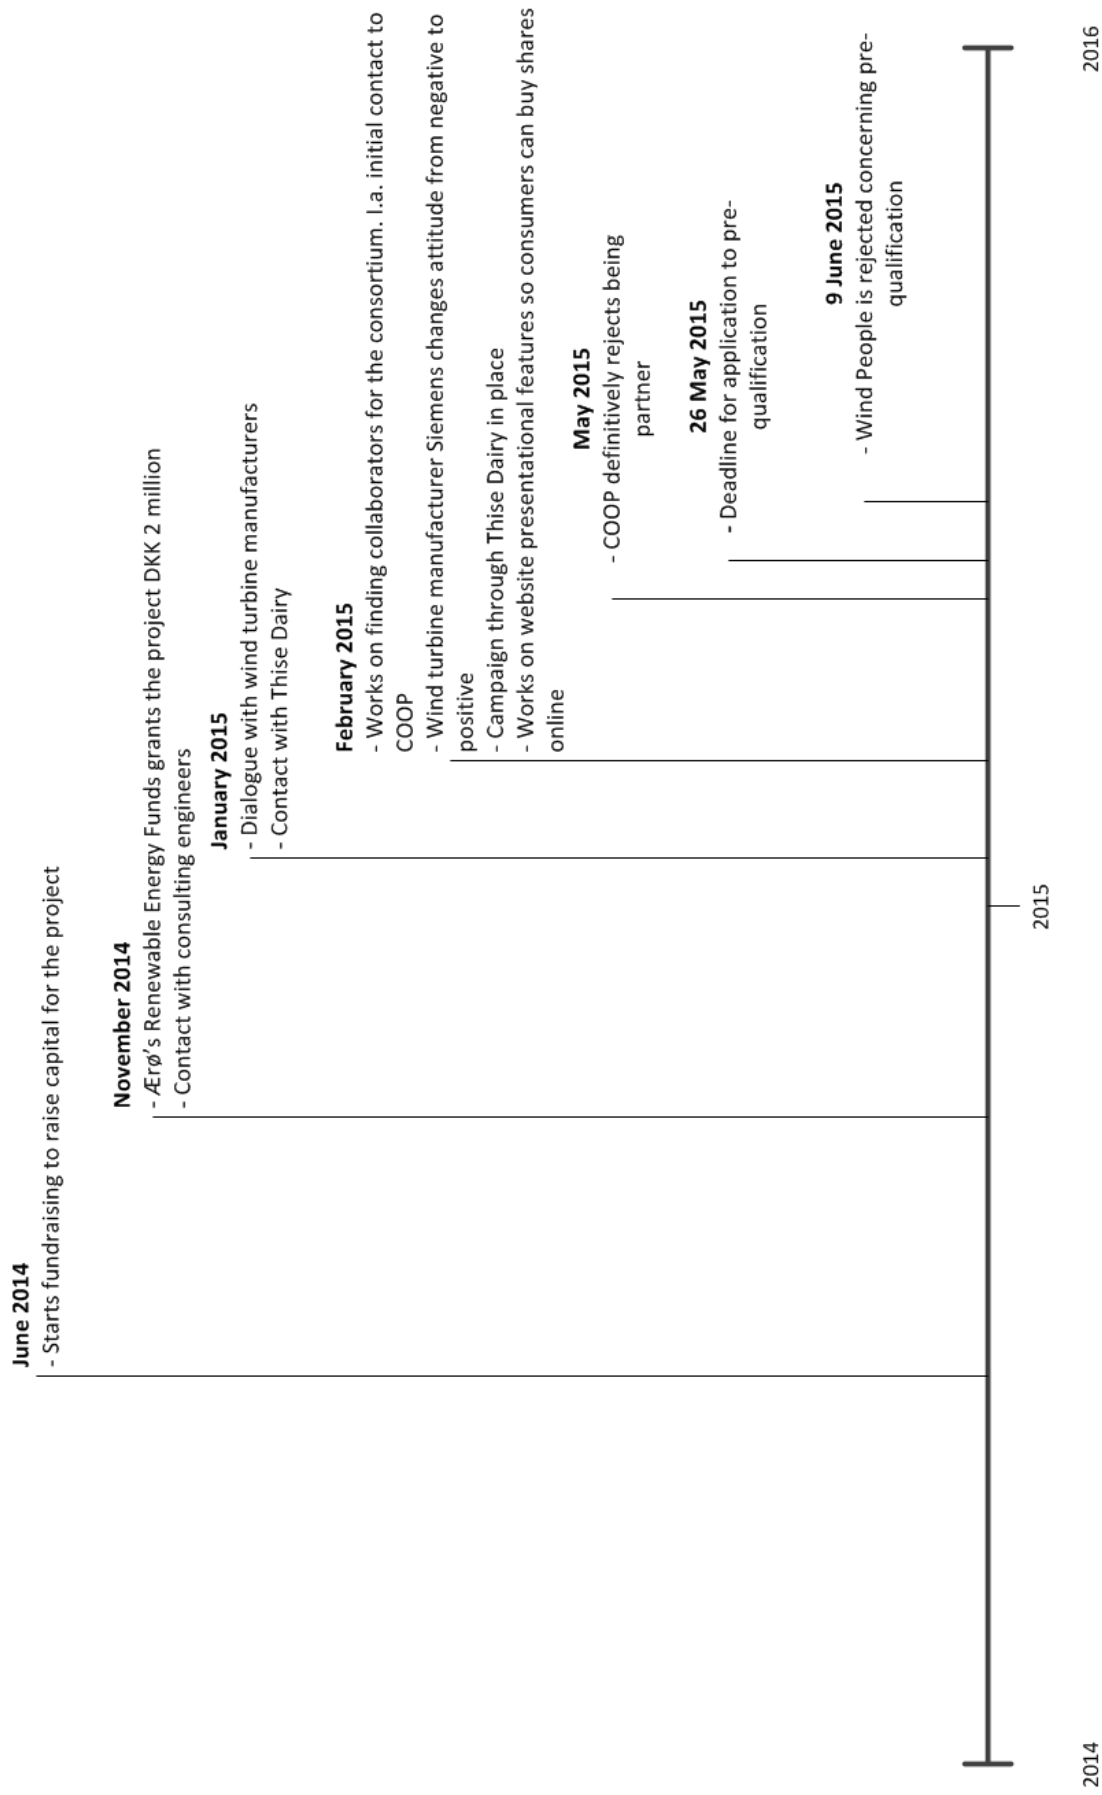 June 2014
- Starts fundraising to raise capital for the project
November 2014
- Ærø's Renewable Energy Funds grants the project DKK 2 million
- Contact with consulting engineers
January 2015
- Dialogue with wind turbine manufacturers
- Contact with Thise Dairy
February 2015
- Works on finding collaborators for the consortium. I.a. initial contact to
COOP
- Wind turbine manufacturer Siemens changes attitude from negative to
positive
- Campaign through Thise Dairy in place
- Works on website presentational features so consumers can buy shares
online
May 2015
- COOP definitively rejects being
partner
26 May 2015
- Deadline for application to pre-
qualification
9 June 2015
- Wind People is rejected concerning pre-
qualification
2014
2015
2016